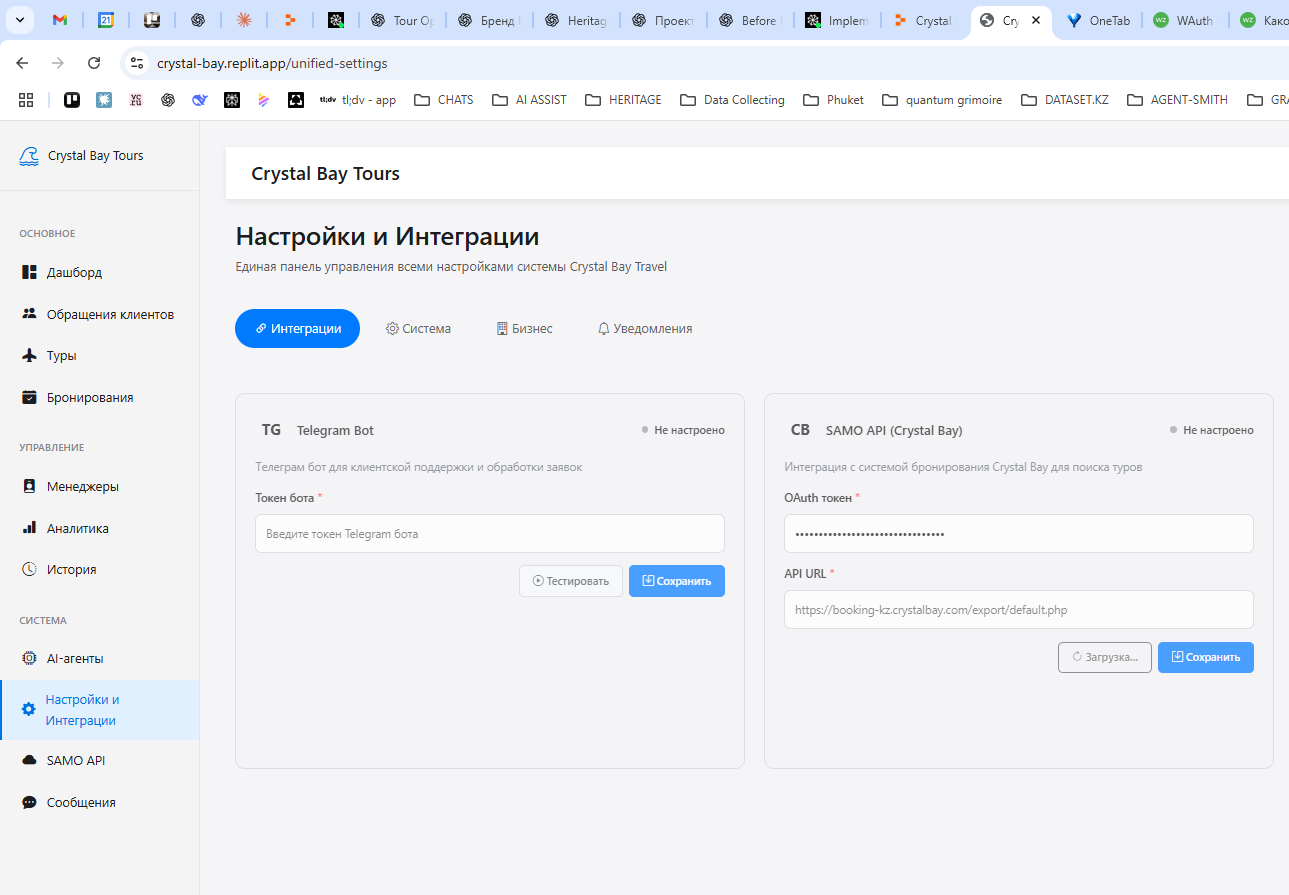 Tour Op
Бренд
Heritag
Проект
Before
Implem
Crystal
Cry
OneTab
WAuth
Како
crystal-bay.replit.app/unified-settings
tl;dv tl;dv - app CHATS AI ASSIST HERITAGE Data Collecting Phuket quantum grimoire DATASET.KZ AGENT-SMITH GRA
Crystal Bay Tours
ОСНОВНОЕ
Дашборд
Обращения клиентов
Туры
Бронирования
УПРАВЛЕНИЕ
Менеджеры
Аналитика
История
СИСТЕМА
AI-агенты
Настройки и
Интеграции
SAMO API
Сообщения
Crystal Bay Tours
Настройки и Интеграции
Единая панель управления всеми настройками системы Crystal Bay Travel
Интеграции Система Бизнес Уведомления
TG Telegram Bot Не настроено
Телеграм бот для клиентской поддержки и обработки заявок
Токен бота *
Введите токен Telegram бота
Тестировать Сохранить
CB SAMO API (Crystal Bay) Не настроено
Интеграция с системой бронирования Crystal Bay для поиска туров
OAuth токен *
••••••••••••••••••••••••••••••••
API URL *
https://booking-kz.crystalbay.com/export/default.php
Загрузка... Сохранить